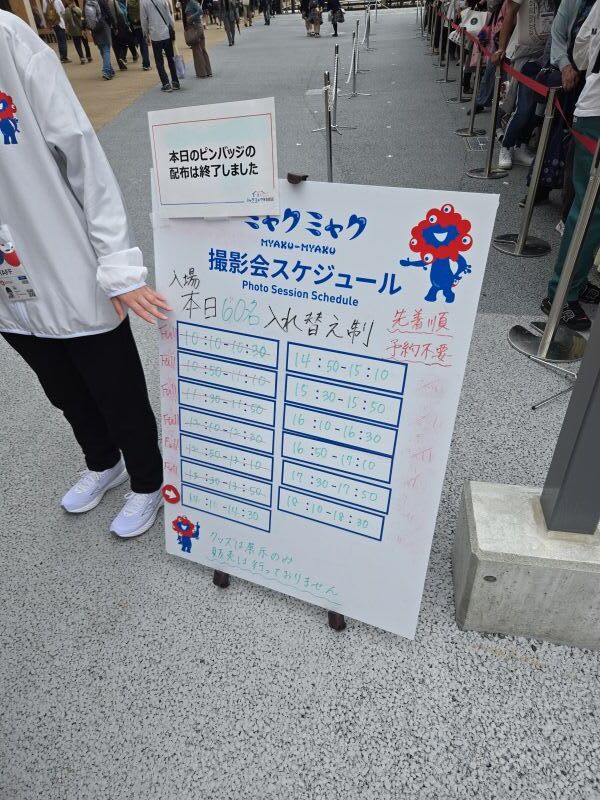 本日のピンバッジの
配布は終了しました
ミャクミャク
MYAKU-MYAKU
撮影会スケジュール
Photo Session Schedule
入場
本日60名入れ替え制
先着順
予約不要
Full 10:10-10:30
Full 10:50-11:10
Full 11:30-11:50
Full 12:10-12:30
Full 12:50-13:10
13:30-13:50
14:10-14:30
14:50-15:10
15:30-15:50
16:10-16:30
16:50-17:10
17:30-17:50
18:10-18:30
グッズは展示のみ
販売は行っておりません